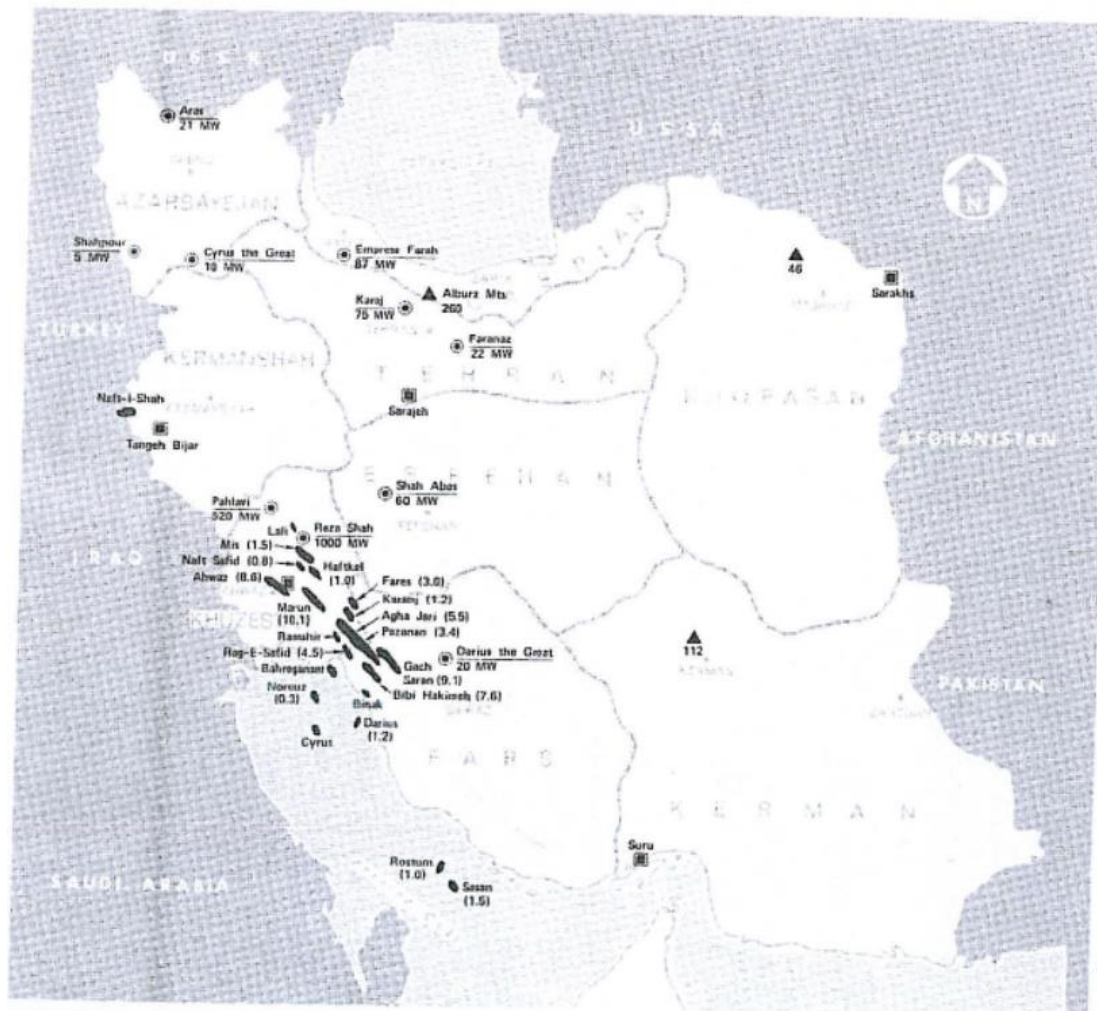 U S S R
Aras
21 MW
U S S R
N
AZARBAYEJAN
Shahpour
5 MW
Cyrus the Great
10 MW
Empress Farah
87 MW
46
Sarakhs
Karaj
75 MW
Alburz Mts
260
TURKEY
Faranaz
22 MW
KERMANSHAH
TEHRAN
KHORASAN
Naft-i-Shah
Sarajeh
Tangeh Bijar
AFGHANISTAN
ESFEHAN
Shah Abas
60 MW
Pahlavi
520 MW
Lali
Reza Shah
1000 MW
Mis (1.5)
IRAQ
Naft Safid (0.8)
Haftkel
(1.0)
Ahwaz (8.6)
Fares (3.0)
Karanj (1.2)
Marun
(10.1)
Agha Jari (5.5)
KHUZES
Pazanan (3.4)
Ramshir
112
Rag-E-Safid (4.5)
Gach
Saran (9.1)
Darius the Great
20 MW
Bahregansar
PAKISTAN
Norouz
(0.3)
Bibi Hakimeh (7.6)
Binak
Darius
(1.2)
Cyrus
FARS
KERMAN
Suru
Rostum
(1.0)
SAUDI ARABIA
Sasan
(1.5)